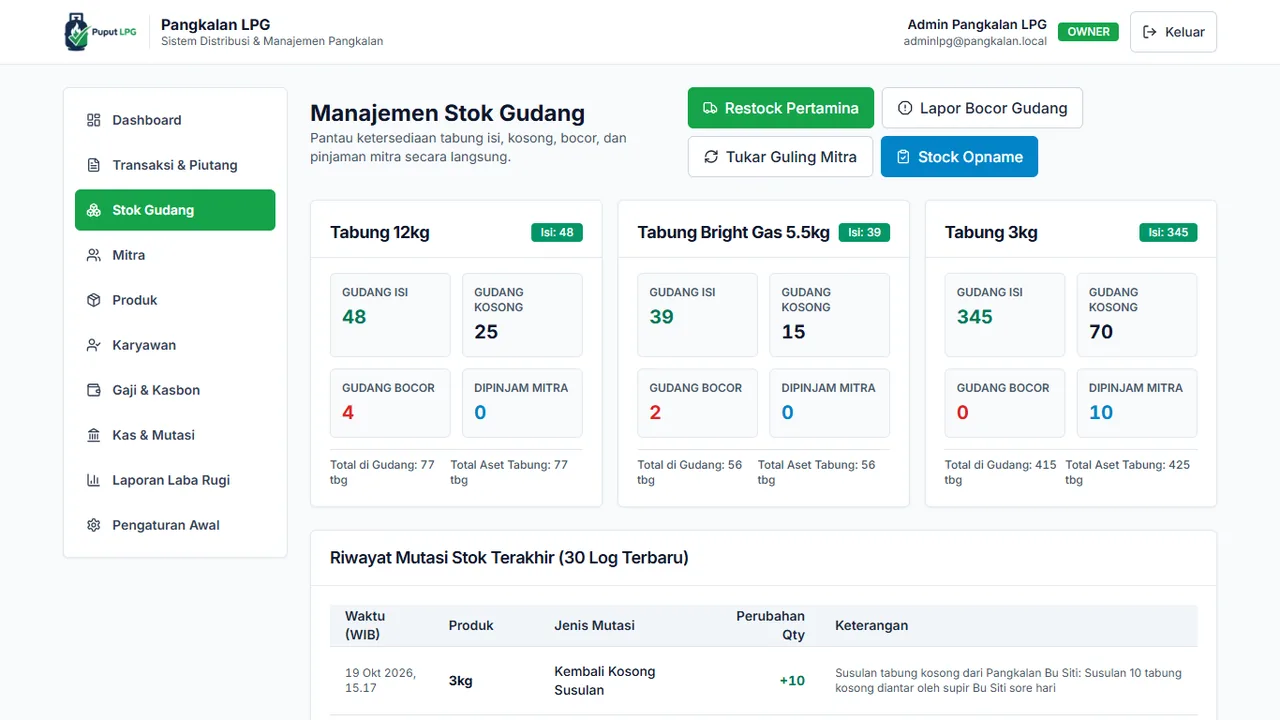 Puput LPG
Pangkalan LPG
Sistem Distribusi & Manajemen Pangkalan
Admin Pangkalan LPG
adminlpg@pangkalan.local
OWNER
Keluar
Dashboard
Transaksi & Piutang
Stok Gudang
Mitra
Produk
Karyawan
Gaji & Kasbon
Kas & Mutasi
Laporan Laba Rugi
Pengaturan Awal
Manajemen Stok Gudang
Pantau ketersediaan tabung isi, kosong, bocor, dan
pinjaman mitra secara langsung.
Restock Pertamina
Lapor Bocor Gudang
Tukar Guling Mitra
Stock Opname
Tabung 12kg
Isi: 48
GUDANG ISI
48
GUDANG
KOSONG
25
GUDANG BOCOR
4
DIPINJAM MITRA
0
Total di Gudang: 77
tbg
Total Aset Tabung: 77
tbg
Tabung Bright Gas 5.5kg
Isi: 39
GUDANG ISI
39
GUDANG
KOSONG
15
GUDANG BOCOR
2
DIPINJAM MITRA
0
Total di Gudang: 56
tbg
Total Aset Tabung: 56
tbg
Tabung 3kg
Isi: 345
GUDANG ISI
345
GUDANG
KOSONG
70
GUDANG BOCOR
0
DIPINJAM MITRA
10
Total di Gudang: 415
tbg
Total Aset Tabung: 425
tbg
Riwayat Mutasi Stok Terakhir (30 Log Terbaru)
Waktu
(WIB)
Produk
Jenis Mutasi
Perubahan
Qty
Keterangan
19 Okt 2026,
15.17
3kg
Kembali Kosong
Susulan
+10
Susulan tabung kosong dari Pangkalan Bu Siti: Susulan 10 tabung
kosong diantar oleh supir Bu Siti sore hari